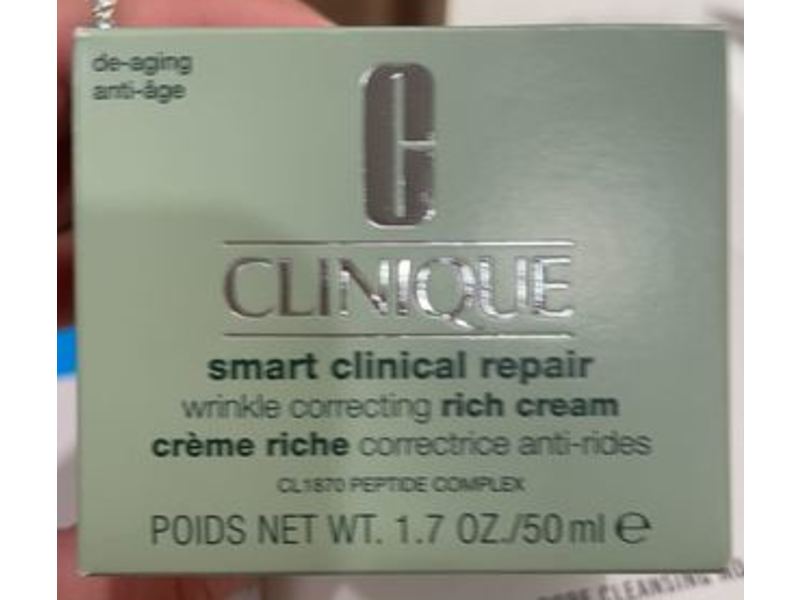 de-aging
anti-âge
CLINIQUE
smart clinical repair
wrinkle correcting rich cream
crème riche correctrice anti-rides
CL1870 PEPTIDE COMPLEX
POIDS NET WT. 1.7 OZ./50 ml ℮
CLEANSING